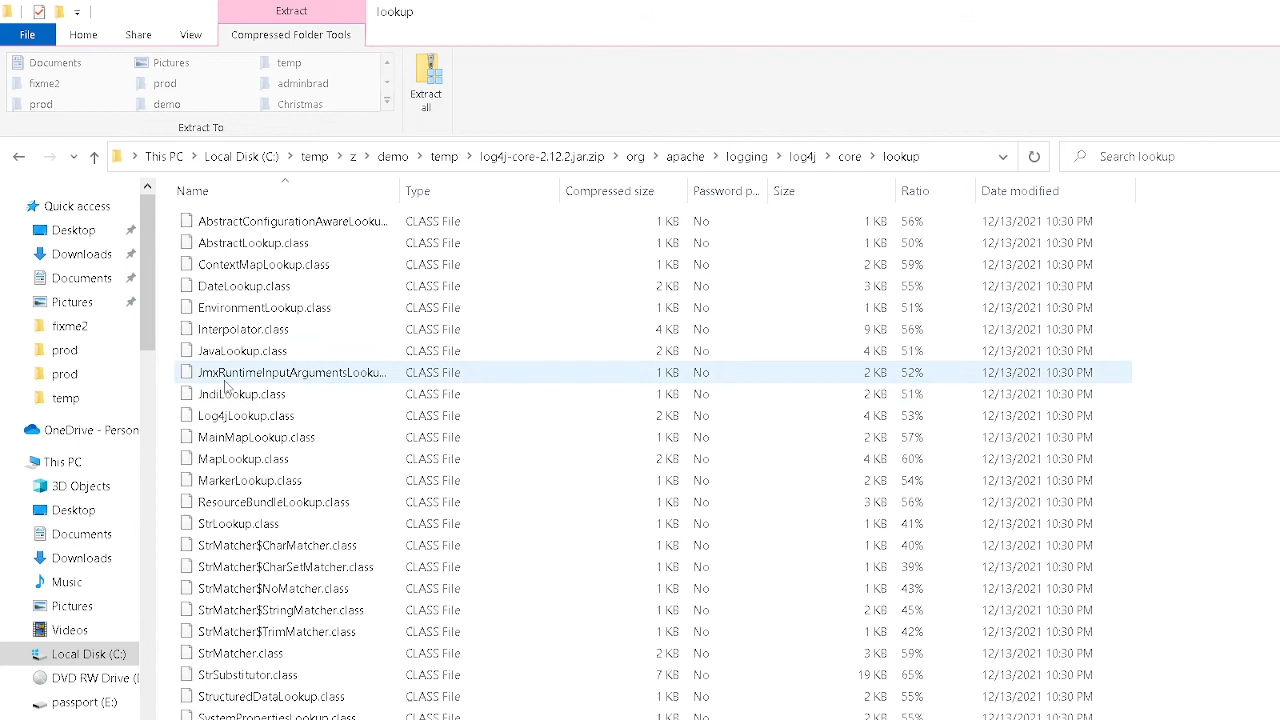 Extract
lookup
File
Home
Share
View
Compressed Folder Tools
Documents
Pictures
temp
fixme2
prod
adminbrad
prod
demo
Christmas
Extract To
Extract
all
This PC
Local Disk (C:)
temp
z
demo
temp
log4j-core-2.12.2.jar.zip
org
apache
logging
log4j
core
lookup
Search lookup
Quick access
Desktop
Downloads
Documents
Pictures
fixme2
prod
prod
temp
OneDrive - Person
This PC
3D Objects
Desktop
Documents
Downloads
Music
Pictures
Videos
Local Disk (C:)
DVD RW Drive (
passport (E:)
Name Type Compressed size Password p... Size Ratio Date modified
AbstractConfigurationAwareLooku... CLASS File 1 KB No 1 KB 56% 12/13/2021 10:30 PM
AbstractLookup.class CLASS File 1 KB No 1 KB 50% 12/13/2021 10:30 PM
ContextMapLookup.class CLASS File 1 KB No 2 KB 59% 12/13/2021 10:30 PM
DateLookup.class CLASS File 2 KB No 3 KB 55% 12/13/2021 10:30 PM
EnvironmentLookup.class CLASS File 1 KB No 1 KB 51% 12/13/2021 10:30 PM
Interpolator.class CLASS File 4 KB No 9 KB 56% 12/13/2021 10:30 PM
JavaLookup.class CLASS File 2 KB No 4 KB 51% 12/13/2021 10:30 PM
JmxRuntimeInputArgumentsLooku... CLASS File 1 KB No 2 KB 52% 12/13/2021 10:30 PM
JndiLookup.class CLASS File 1 KB No 2 KB 51% 12/13/2021 10:30 PM
Log4jLookup.class CLASS File 2 KB No 4 KB 53% 12/13/2021 10:30 PM
MainMapLookup.class CLASS File 1 KB No 2 KB 57% 12/13/2021 10:30 PM
MapLookup.class CLASS File 2 KB No 4 KB 60% 12/13/2021 10:30 PM
MarkerLookup.class CLASS File 1 KB No 2 KB 54% 12/13/2021 10:30 PM
ResourceBundleLookup.class CLASS File 1 KB No 3 KB 56% 12/13/2021 10:30 PM
StrLookup.class CLASS File 1 KB No 1 KB 41% 12/13/2021 10:30 PM
StrMatcher$CharMatcher.class CLASS File 1 KB No 1 KB 40% 12/13/2021 10:30 PM
StrMatcher$CharSetMatcher.class CLASS File 1 KB No 1 KB 39% 12/13/2021 10:30 PM
StrMatcher$NoMatcher.class CLASS File 1 KB No 1 KB 43% 12/13/2021 10:30 PM
StrMatcher$StringMatcher.class CLASS File 1 KB No 2 KB 45% 12/13/2021 10:30 PM
StrMatcher$TrimMatcher.class CLASS File 1 KB No 1 KB 42% 12/13/2021 10:30 PM
StrMatcher.class CLASS File 2 KB No 3 KB 59% 12/13/2021 10:30 PM
StrSubstitutor.class CLASS File 7 KB No 19 KB 65% 12/13/2021 10:30 PM
StructuredDataLookup.class CLASS File 1 KB No 2 KB 55% 12/13/2021 10:30 PM
SystemPropertiesLookup.class CLASS File 1 KB No 2 KB 55% 12/13/2021 10:30 PM